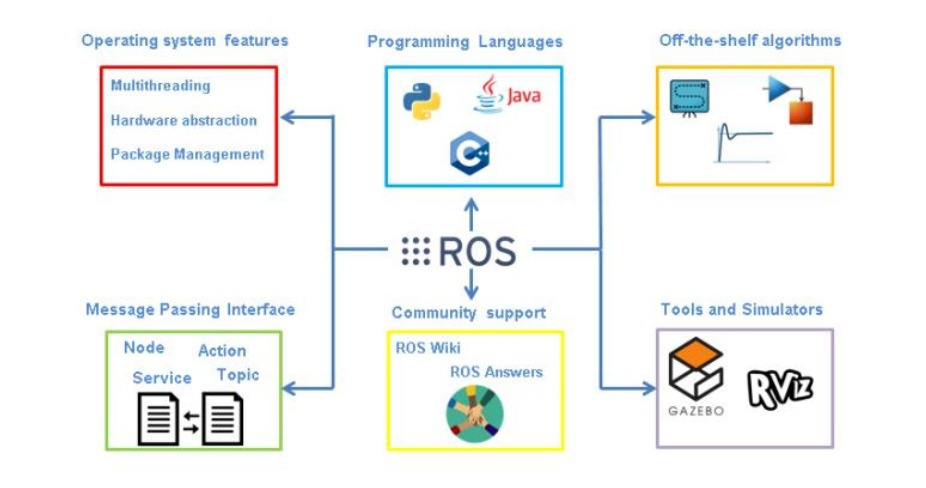 Operating system features
Multithreading
Hardware abstraction
Package Management
Programming Languages
Java
C++
Off-the-shelf algorithms
ROS
Message Passing Interface
Node
Action
Service
Topic
Community support
ROS Wiki
ROS Answers
Tools and Simulators
GAZEBO
RViz